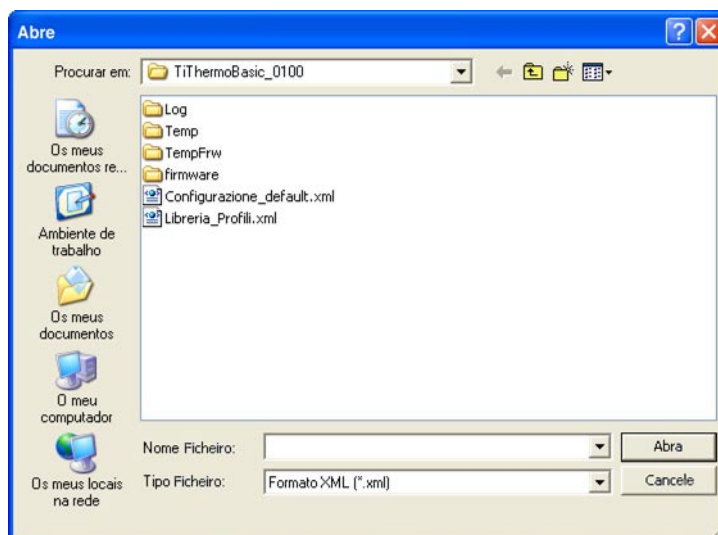 Abre
Procurar em: TiThermoBasic_0100
Os meus
documentos re...
Ambiente de
trabalho
Os meus
documentos
O meu
computador
Os meus locais
na rede
Log
Temp
TempFrw
firmware
Configurazione_default.xml
Libreria_Profili.xml
Nome Ficheiro:
Abra
Tipo Ficheiro: Formato XML (*.xml)
Cancele